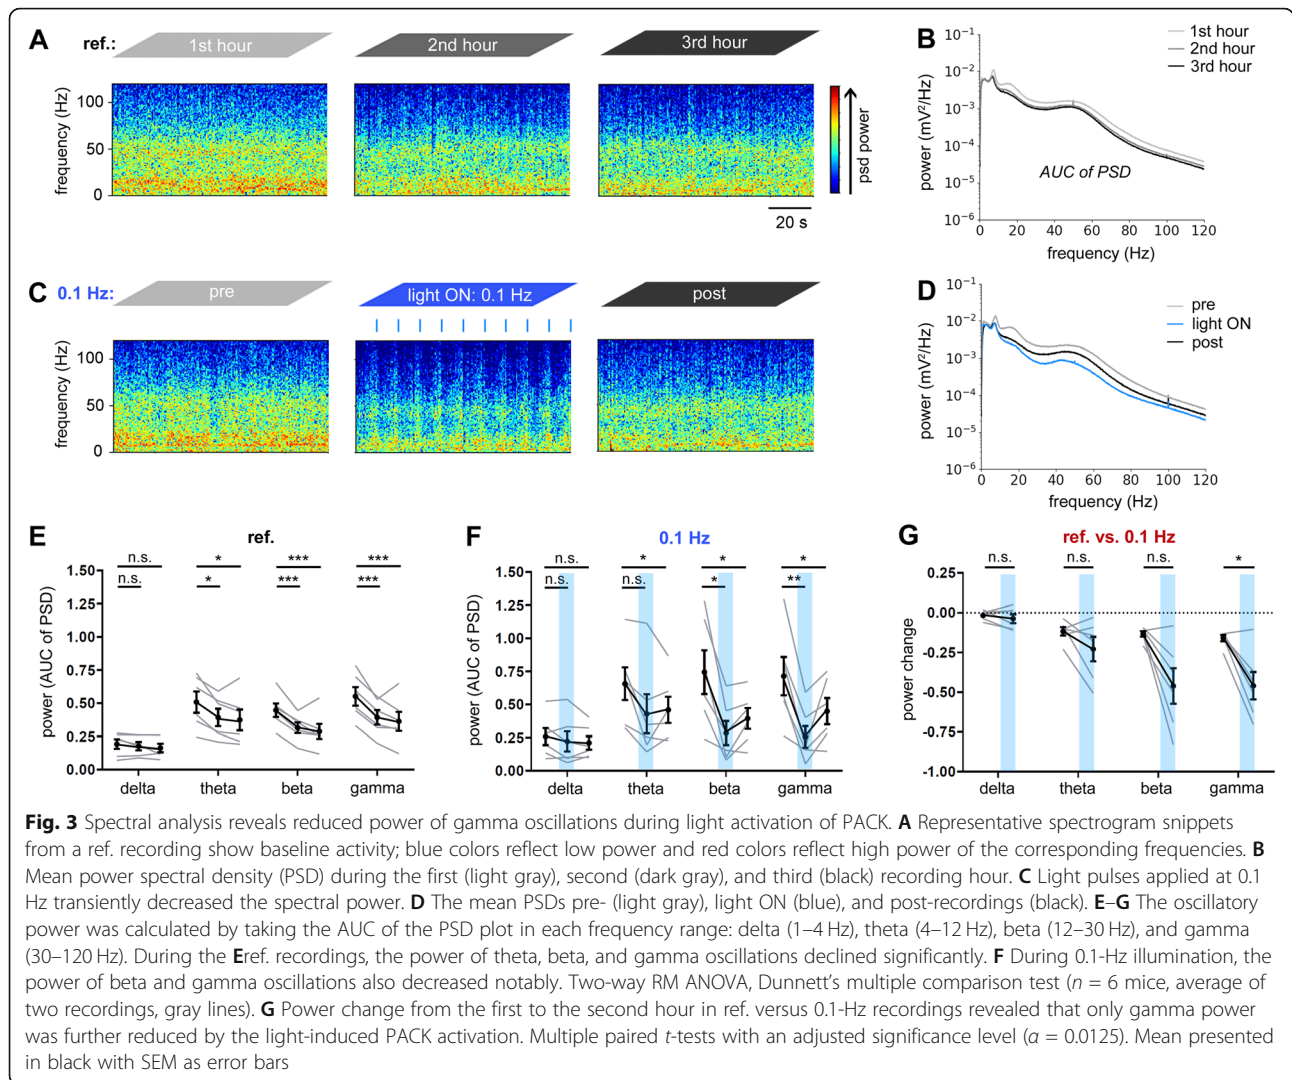 A
ref.:
1st hour
2nd hour
3rd hour
frequency (Hz)
100
50
0
psd power
20 s
B
power (mV²/Hz)
10⁻¹
10⁻²
10⁻³
10⁻⁴
10⁻⁵
10⁻⁶
1st hour
2nd hour
3rd hour
AUC of PSD
0 20 40 60 80 100 120
frequency (Hz)
C
0.1 Hz:
pre
light ON: 0.1 Hz
post
frequency (Hz)
100
50
0
D
power (mV²/Hz)
10⁻¹
10⁻²
10⁻³
10⁻⁴
10⁻⁵
10⁻⁶
pre
light ON
post
0 20 40 60 80 100 120
frequency (Hz)
E
ref.
n.s. * *** ***
n.s. * *** ***
power (AUC of PSD)
1.50
1.25
1.00
0.75
0.50
0.25
0.00
delta theta beta gamma
F
0.1 Hz
n.s. * * *
n.s. n.s. * **
power (AUC of PSD)
1.50
1.25
1.00
0.75
0.50
0.25
0.00
delta theta beta gamma
G
ref. vs. 0.1 Hz
n.s. n.s. n.s. *
power change
0.25
0.00
-0.25
-0.50
-0.75
-1.00
delta theta beta gamma
Fig. 3 Spectral analysis reveals reduced power of gamma oscillations during light activation of PACK. A Representative spectrogram snippets
from a ref. recording show baseline activity; blue colors reflect low power and red colors reflect high power of the corresponding frequencies. B
Mean power spectral density (PSD) during the first (light gray), second (dark gray), and third (black) recording hour. C Light pulses applied at 0.1
Hz transiently decreased the spectral power. D The mean PSDs pre- (light gray), light ON (blue), and post-recordings (black). E–G The oscillatory
power was calculated by taking the AUC of the PSD plot in each frequency range: delta (1–4 Hz), theta (4–12 Hz), beta (12–30 Hz), and gamma
(30–120 Hz). During the Eref. recordings, the power of theta, beta, and gamma oscillations declined significantly. F During 0.1-Hz illumination, the
power of beta and gamma oscillations also decreased notably. Two-way RM ANOVA, Dunnett's multiple comparison test (n = 6 mice, average of
two recordings, gray lines). G Power change from the first to the second hour in ref. versus 0.1-Hz recordings revealed that only gamma power
was further reduced by the light-induced PACK activation. Multiple paired t-tests with an adjusted significance level (α = 0.0125). Mean presented
in black with SEM as error bars